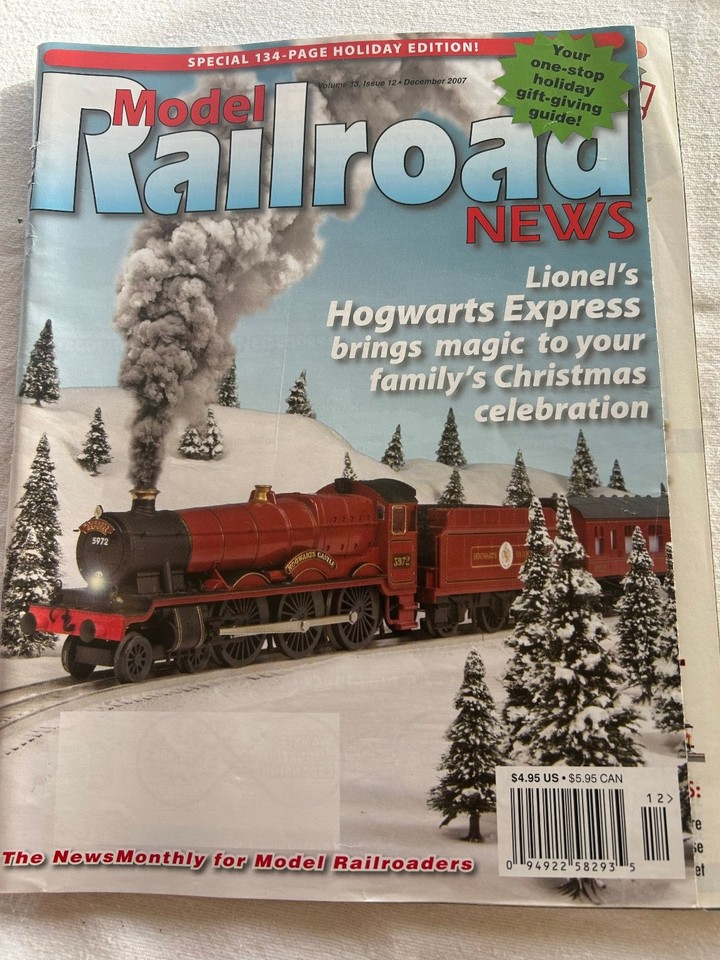 SPECIAL 134-PAGE HOLIDAY EDITION!
Your
one-stop
holiday
gift-giving
guide!
Volume 13, Issue 12 • December 2007
Model
Railroad
NEWS
Lionel's
Hogwarts Express
brings magic to your
family's Christmas
celebration
5972
HOGWARTS CASTLE
5972
HOGWARTS
$4.95 US • $5.95 CAN
12>
0 94922 58293 5
The NewsMonthly for Model Railroaders